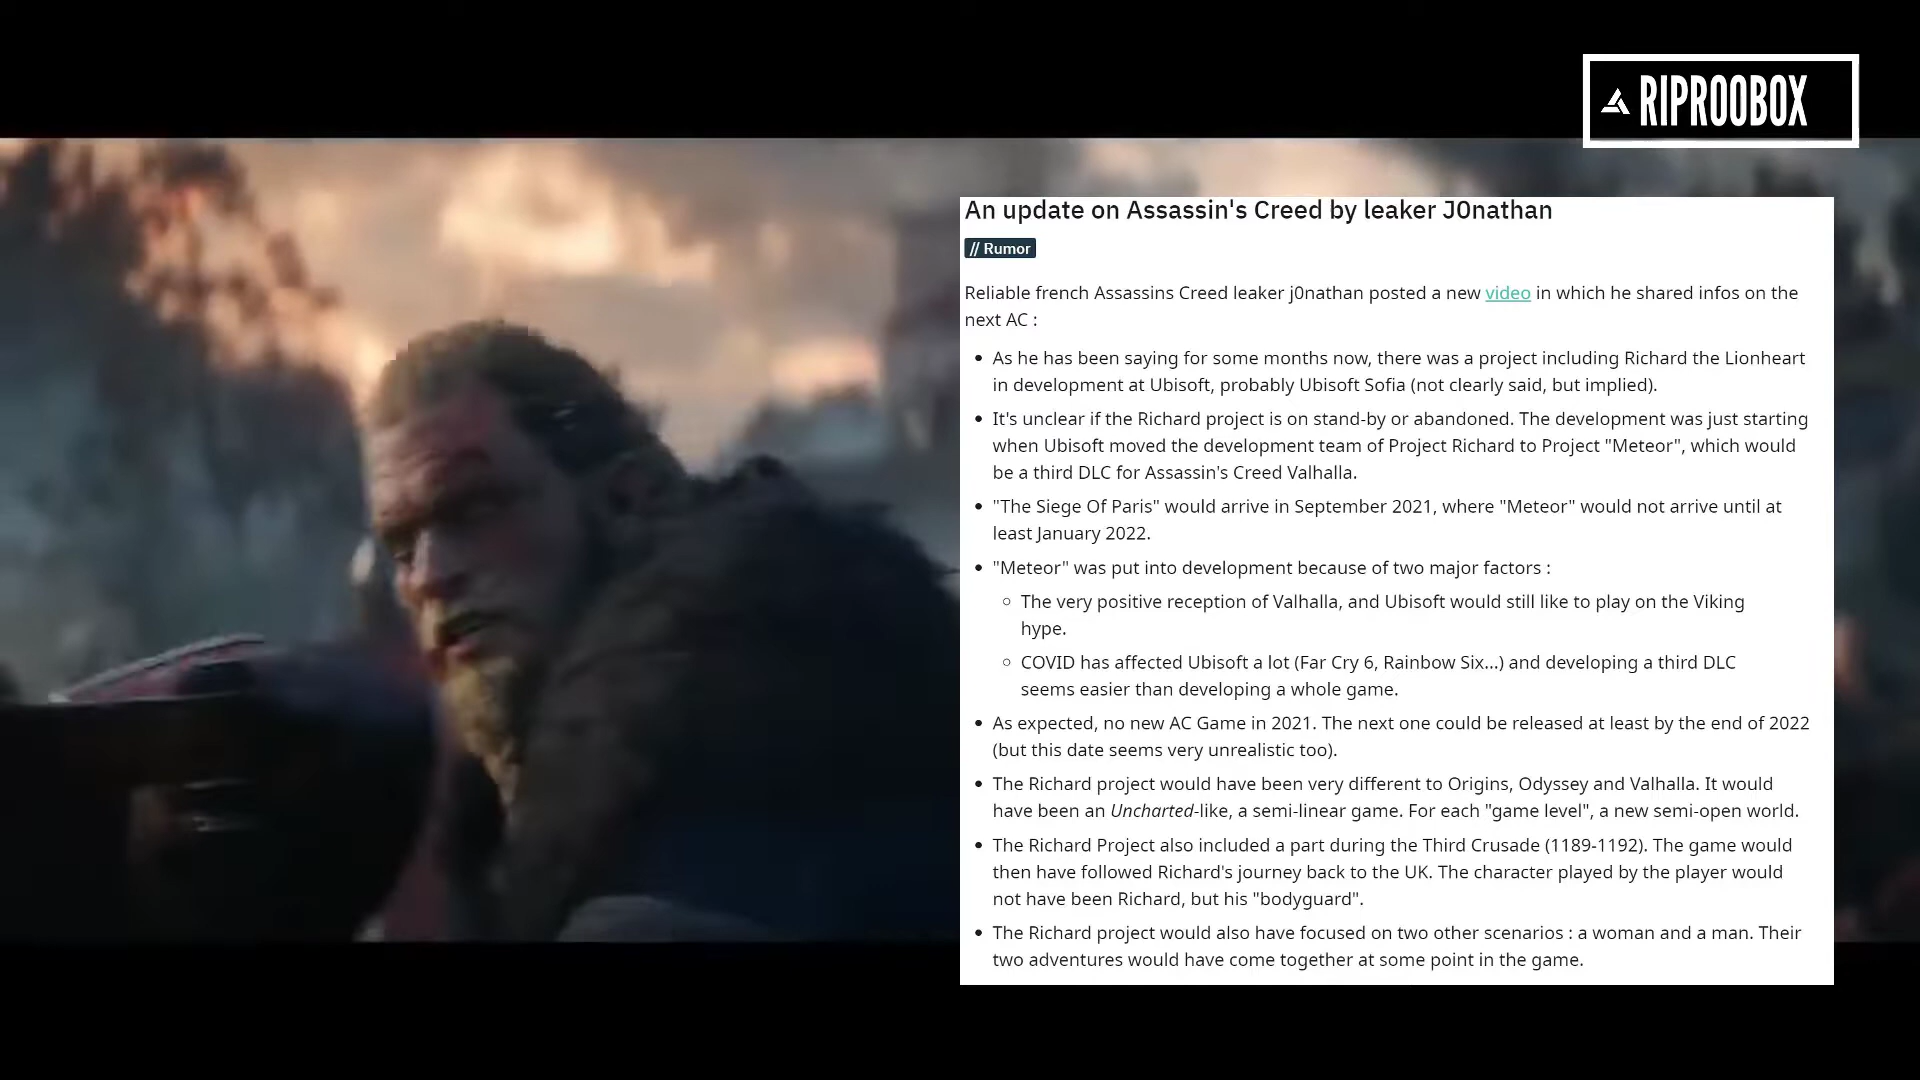 RIPROOBOX
An update on Assassin's Creed by leaker J0nathan
// Rumor
Reliable french Assassins Creed leaker j0nathan posted a new video in which he shared infos on the
next AC :
• As he has been saying for some months now, there was a project including Richard the Lionheart
in development at Ubisoft, probably Ubisoft Sofia (not clearly said, but implied).
• It's unclear if the Richard project is on stand-by or abandoned. The development was just starting
when Ubisoft moved the development team of Project Richard to Project "Meteor", which would
be a third DLC for Assassin's Creed Valhalla.
• "The Siege Of Paris" would arrive in September 2021, where "Meteor" would not arrive until at
least January 2022.
• "Meteor" was put into development because of two major factors :
◦ The very positive reception of Valhalla, and Ubisoft would still like to play on the Viking
hype.
◦ COVID has affected Ubisoft a lot (Far Cry 6, Rainbow Six...) and developing a third DLC
seems easier than developing a whole game.
• As expected, no new AC Game in 2021. The next one could be released at least by the end of 2022
(but this date seems very unrealistic too).
• The Richard project would have been very different to Origins, Odyssey and Valhalla. It would
have been an Uncharted-like, a semi-linear game. For each "game level", a new semi-open world.
• The Richard Project also included a part during the Third Crusade (1189-1192). The game would
then have followed Richard's journey back to the UK. The character played by the player would
not have been Richard, but his "bodyguard".
• The Richard project would also have focused on two other scenarios : a woman and a man. Their
two adventures would have come together at some point in the game.